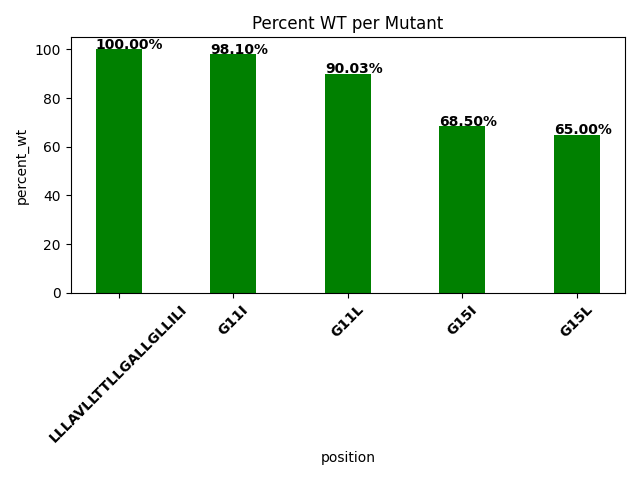 Percent WT per Mutant
percent_wt
100
80
60
40
20
0
100.00%
98.10%
90.03%
68.50%
65.00%
LLLAVLLTTLLGALLGLLILI
G11I
G11L
G15I
G15L
position